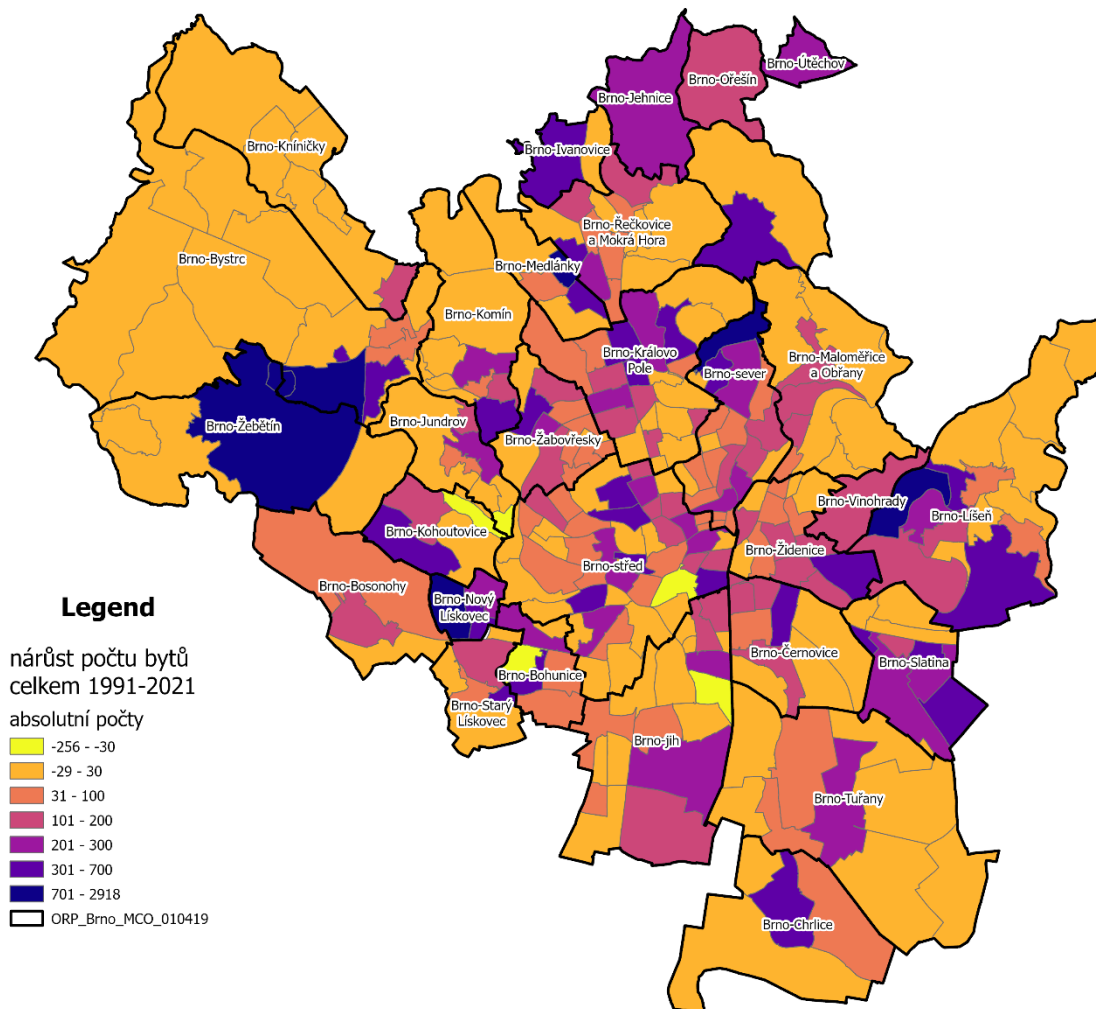 Brno-Útěchov
Brno-Ořešín
Brno-Jehnice
Brno-Kníničky
Brno-Ivanovice
Brno-Řečkovice
a Mokrá Hora
Brno-Bystrc
Brno-Medlánky
Brno-Komín
Brno-Královo
Pole
Brno-Maloměřice
a Obřany
Brno-sever
Brno-Žebětín
Brno-Jundrov
Brno-Žabovřesky
Brno-Vinohrady
Brno-Líšeň
Brno-Kohoutovice
Brno-Židenice
Brno-střed
Brno-Bosonohy
Brno-Nový
Lískovec
Brno-Černovice
Brno-Slatina
Brno-Bohunice
Brno-Starý
Lískovec
Brno-jih
Brno-Tuřany
Brno-Chrlice
Legend
nárůst počtu bytů
celkem 1991-2021
absolutní počty
-256 - -30
-29 - 30
31 - 100
101 - 200
201 - 300
301 - 700
701 - 2918
ORP_Brno_MCO_010419